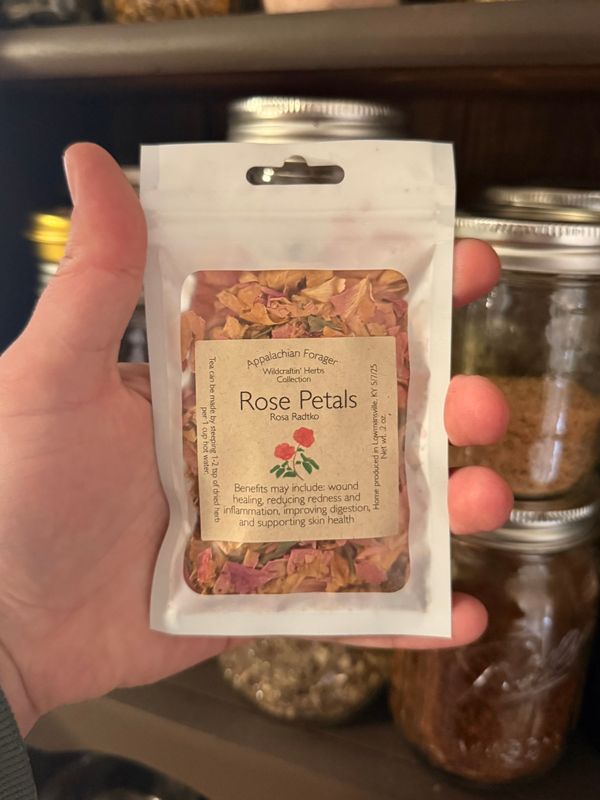 Appalachian Forager
Wildcraftin' Herbs
Collection
Rose Petals
Rosa Radtko
Benefits may include: wound
healing, reducing redness and
inflammation, improving digestion,
and supporting skin health
Tea can be made by steeping 1-2 tsp of dried herb
per 1 cup hot water.
Home produced in Lowmansville, KY 5/7/25
Net wt. .2 oz.